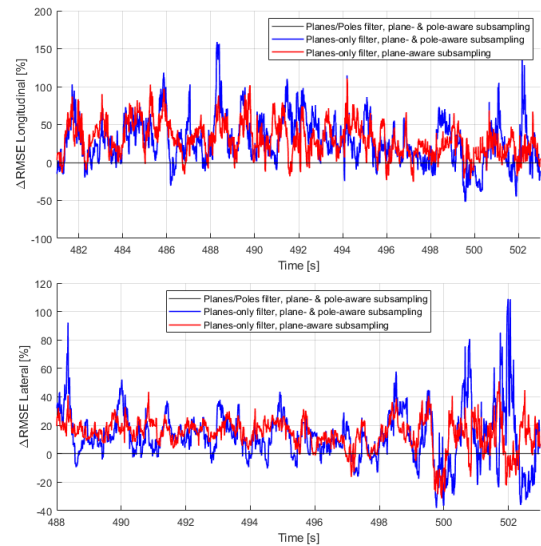 200
Planes/Poles filter, plane- & pole-aware subsampling
Planes-only filter, plane- & pole-aware subsampling
Planes-only filter, plane-aware subsampling
150
100
50
0
-50
-100
ΔRMSE Longitudinal [%]
482 484 486 488 490 492 494 496 498 500 502
Time [s]
120
Planes/Poles filter, plane- & pole-aware subsampling
Planes-only filter, plane- & pole-aware subsampling
Planes-only filter, plane-aware subsampling
100
80
60
40
20
0
-20
-40
ΔRMSE Lateral [%]
488 490 492 494 496 498 500 502
Time [s]